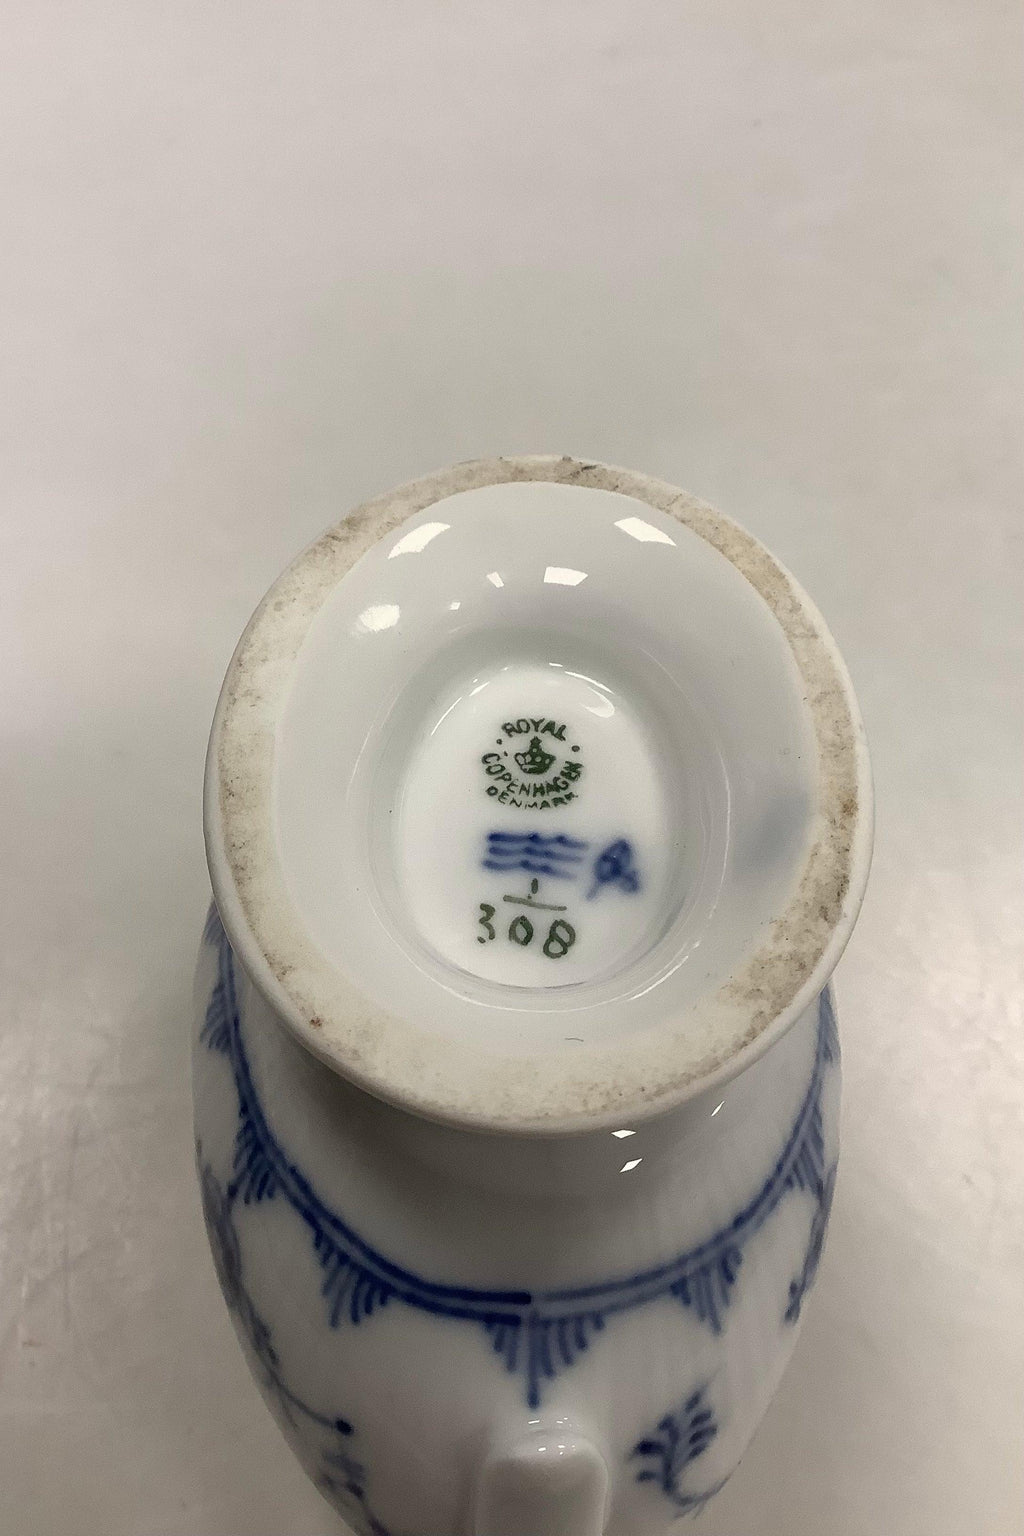 ROYAL
COPENHAGEN
DENMARK
1
308